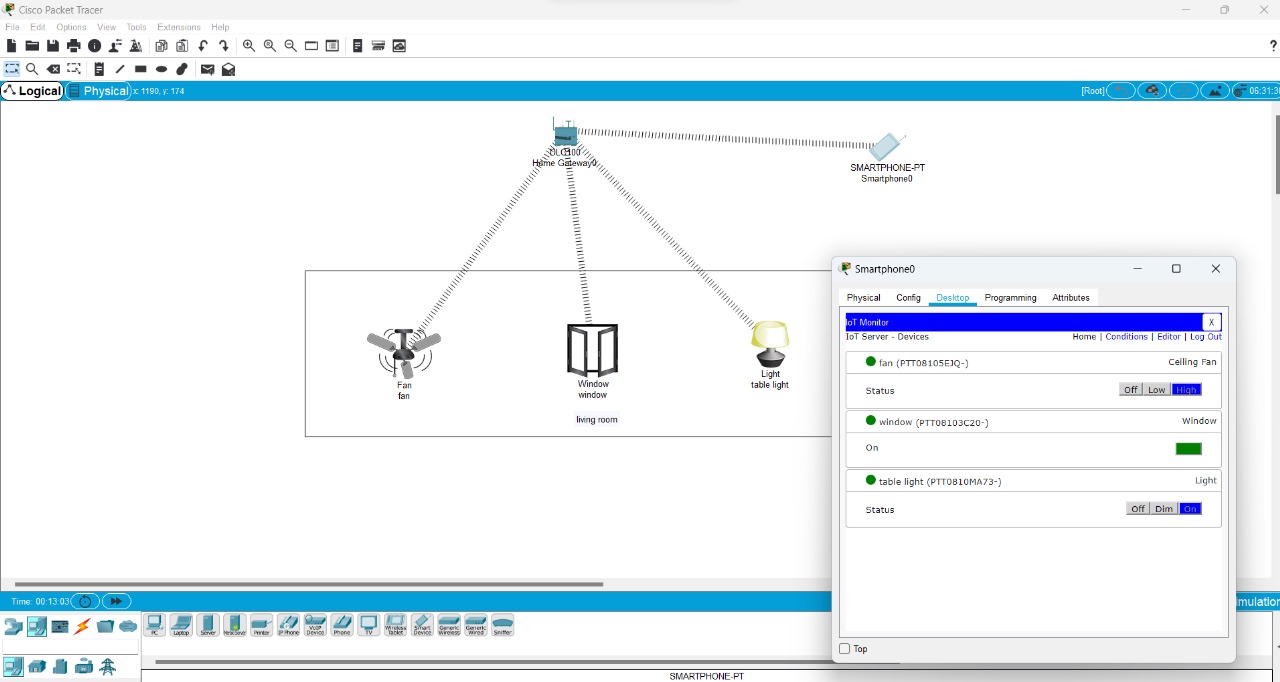 Cisco Packet Tracer
File Edit Options View Tools Extensions Help
?
Logical Physical x: 1190, y: 174 [Root] 06:31:3
DLC100
Home Gateway0
SMARTPHONE-PT
Smartphone0
Fan
fan
Window
window
Light
table light
living room
Smartphone0
Physical Config Desktop Programming Attributes
IoT Monitor X
IoT Server - Devices Home | Conditions | Editor | Log Out
fan (PTT08105EJQ-) Ceiling Fan
Status Off Low High
window (PTT08103C20-) Window
On
table light (PTT0810MA73-) Light
Status Off Dim On
Top
Time: 00:13:03 imulation
PC Laptop Server Printer IP Phone VoIP Device Phone TV Wireless Tablet Smart Device Generic Wireless Generic Wired Sniffer
SMARTPHONE-PT